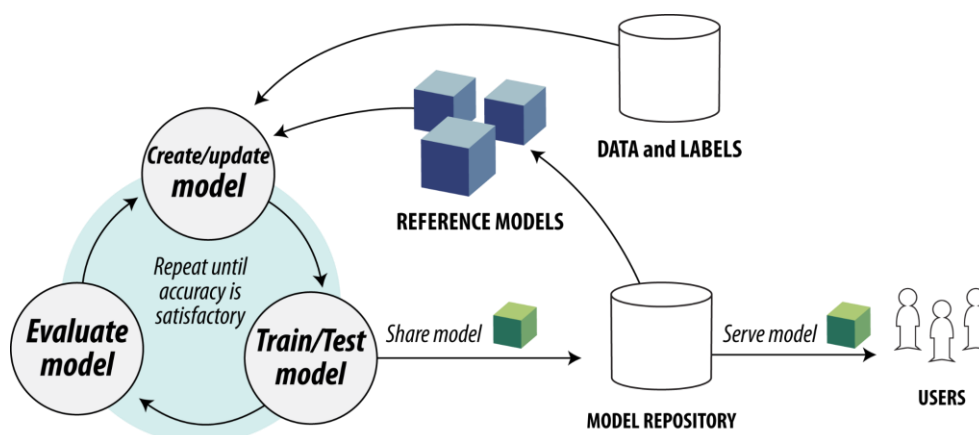 Create/update
model
DATA and LABELS
REFERENCE MODELS
Repeat until
accuracy is
satisfactory
Evaluate
model
Train/Test
model
Share model
Serve model
MODEL REPOSITORY
USERS